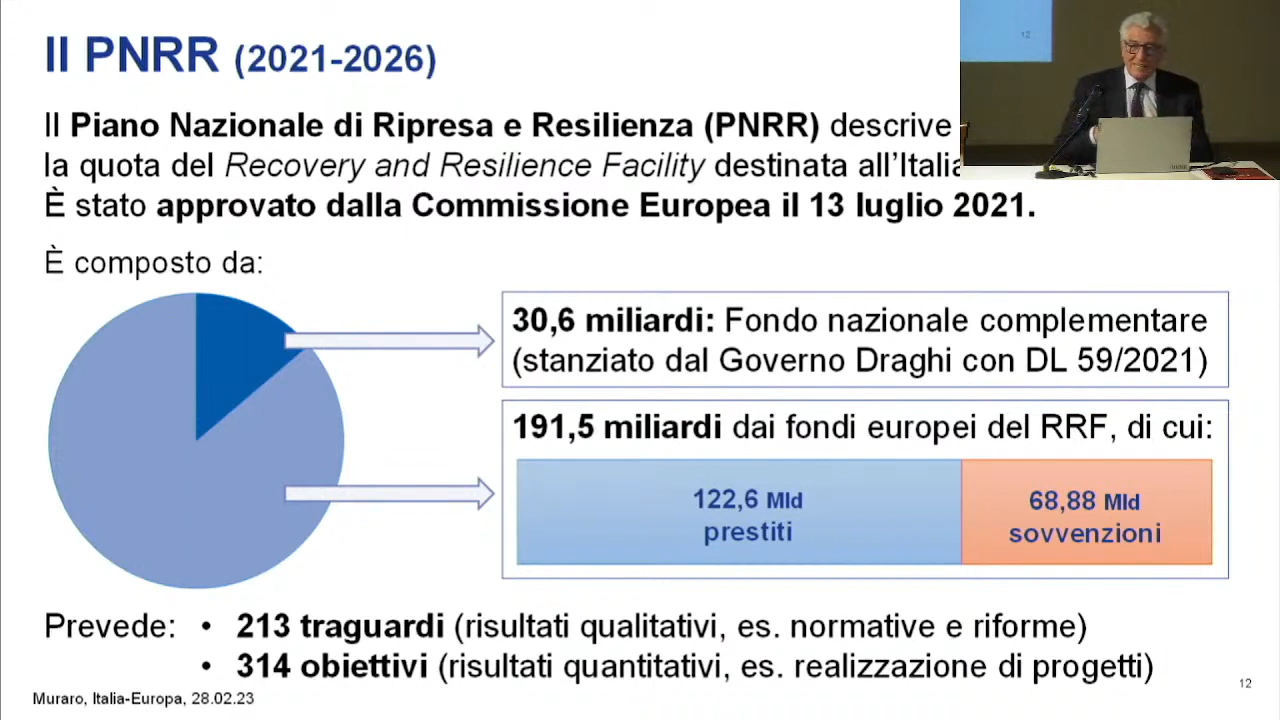 Il PNRR (2021-2026)
Il Piano Nazionale di Ripresa e Resilienza (PNRR) descrive
la quota del Recovery and Resilience Facility destinata all'Italia
È stato approvato dalla Commissione Europea il 13 luglio 2021.
È composto da:
30,6 miliardi: Fondo nazionale complementare
(stanziato dal Governo Draghi con DL 59/2021)
191,5 miliardi dai fondi europei del RRF, di cui:
122,6 Mld
prestiti
68,88 Mld
sovvenzioni
Prevede:
• 213 traguardi (risultati qualitativi, es. normative e riforme)
• 314 obiettivi (risultati quantitativi, es. realizzazione di progetti)
Muraro, Italia-Europa, 28.02.23
12
12